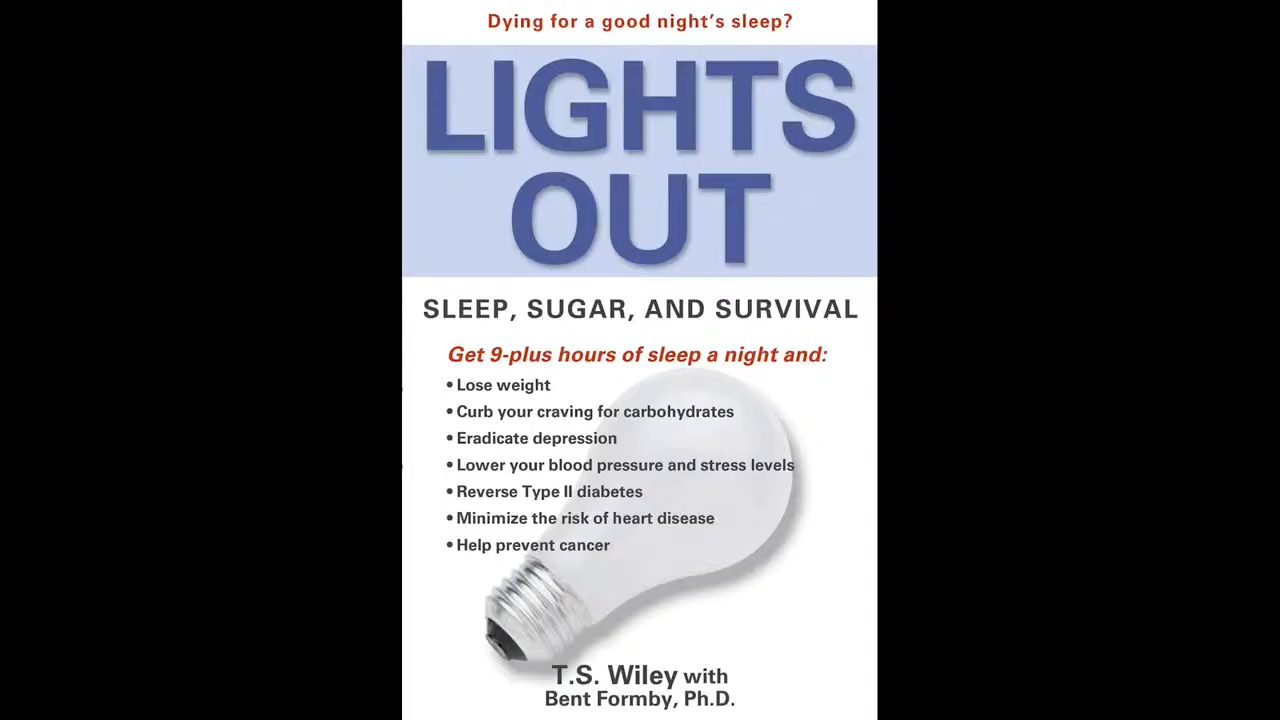 Dying for a good night's sleep?
LIGHTS
OUT
SLEEP, SUGAR, AND SURVIVAL
Get 9-plus hours of sleep a night and:
• Lose weight
• Curb your craving for carbohydrates
• Eradicate depression
• Lower your blood pressure and stress levels
• Reverse Type II diabetes
• Minimize the risk of heart disease
• Help prevent cancer
T.S. Wiley with
Bent Formby, Ph.D.